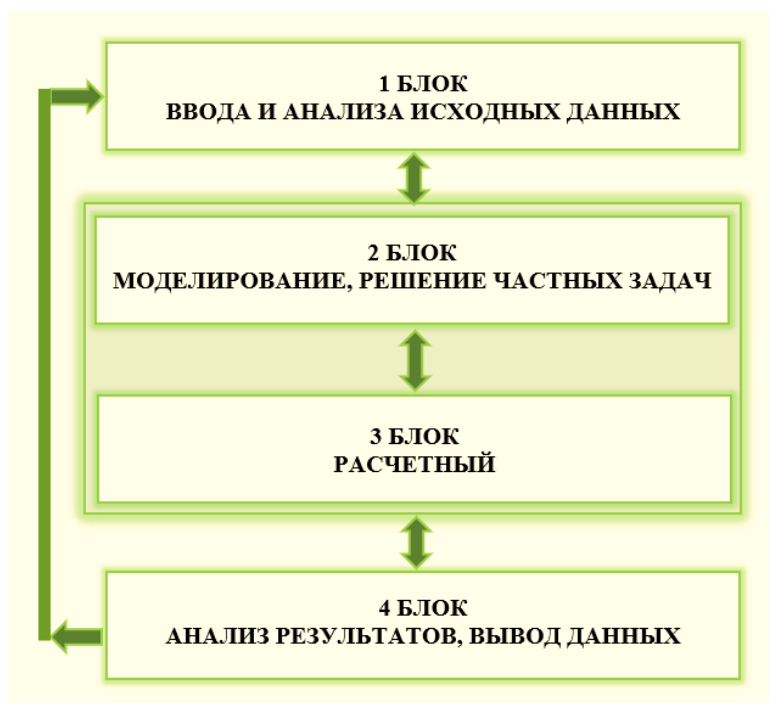 1 БЛОК
ВВОДА И АНАЛИЗА ИСХОДНЫХ ДАННЫХ
2 БЛОК
МОДЕЛИРОВАНИЕ, РЕШЕНИЕ ЧАСТНЫХ ЗАДАЧ
3 БЛОК
РАСЧЕТНЫЙ
4 БЛОК
АНАЛИЗ РЕЗУЛЬТАТОВ, ВЫВОД ДАННЫХ